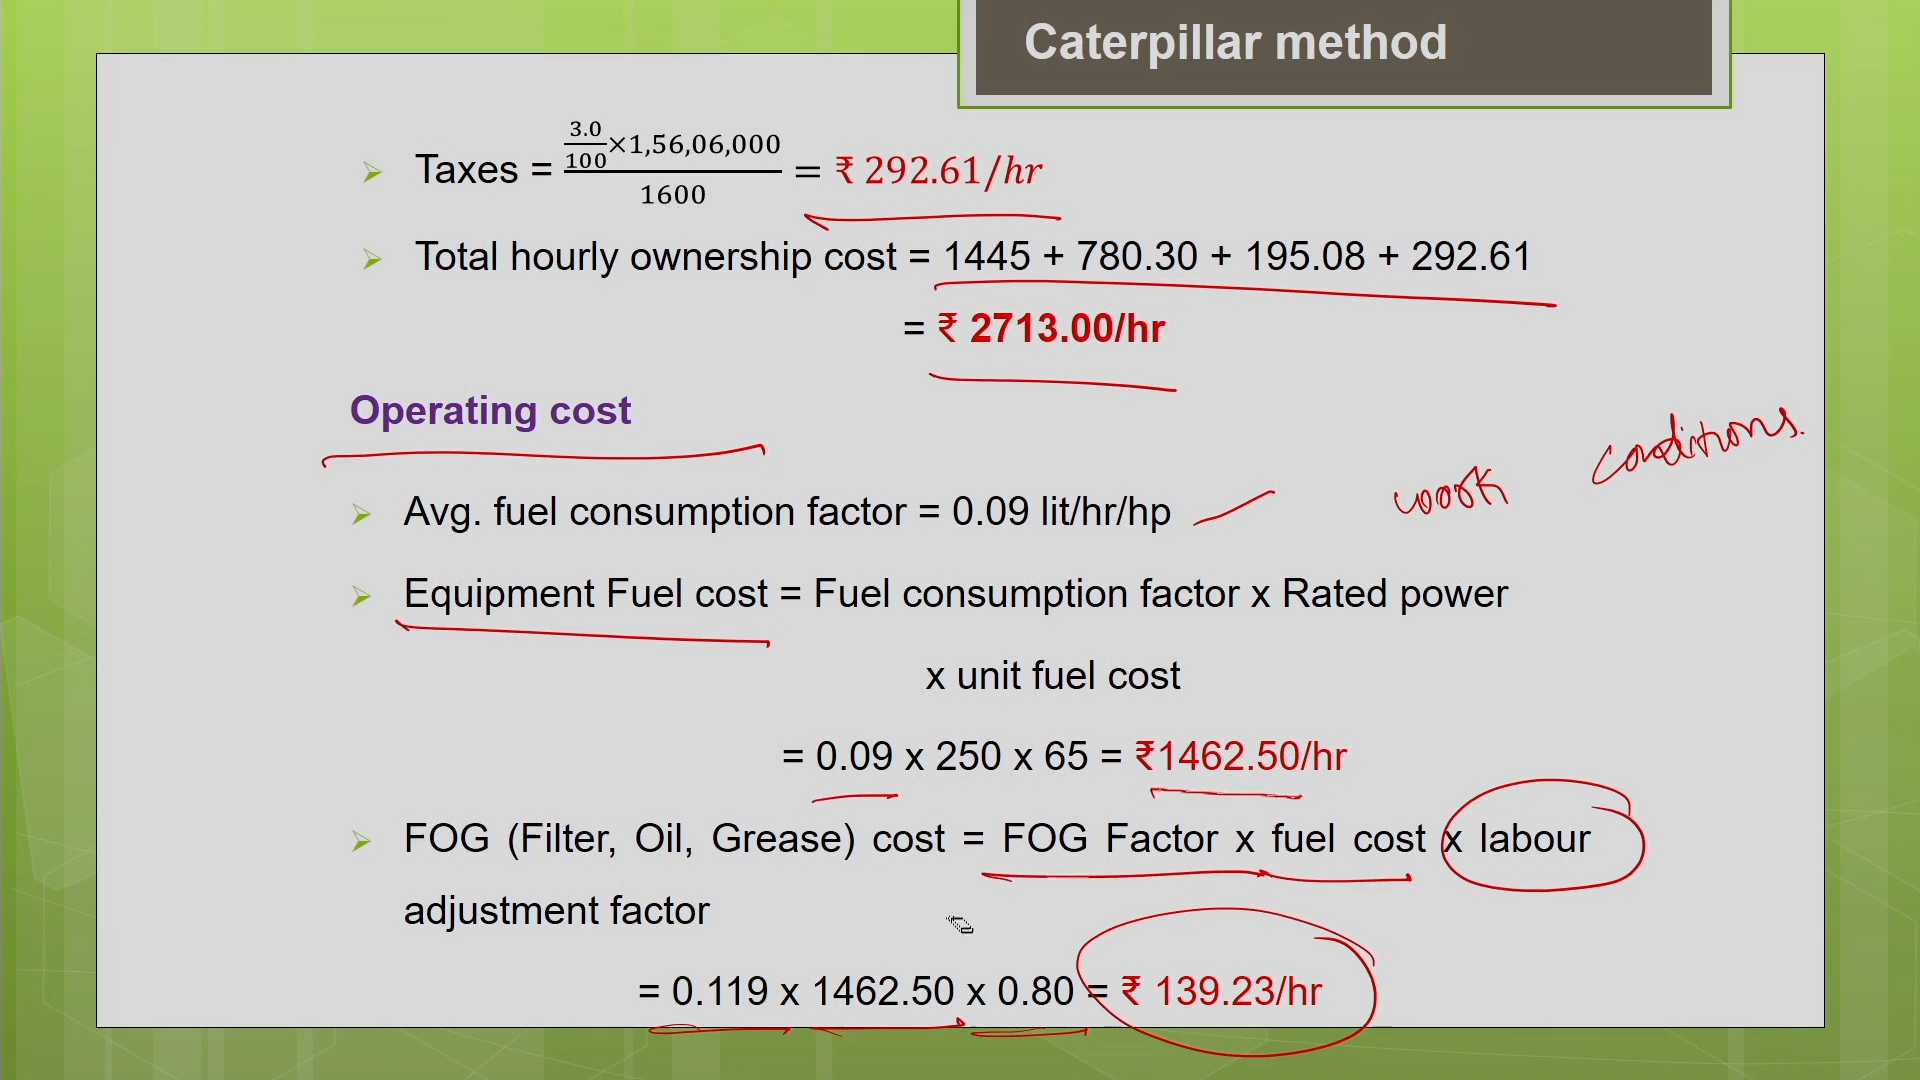 Caterpillar method
Taxes = \frac{\frac{3.0}{100}×1,56,06,000}{1600} = ₹ 292.61/hr
Total hourly ownership cost = 1445 + 780.30 + 195.08 + 292.61
= ₹ 2713.00/hr
Operating cost
conditions.
Avg. fuel consumption factor = 0.09 lit/hr/hp work
Equipment Fuel cost = Fuel consumption factor x Rated power
x unit fuel cost
= 0.09 x 250 x 65 = ₹1462.50/hr
FOG (Filter, Oil, Grease) cost = FOG Factor x fuel cost x labour
adjustment factor
= 0.119 x 1462.50 x 0.80 = ₹ 139.23/hr